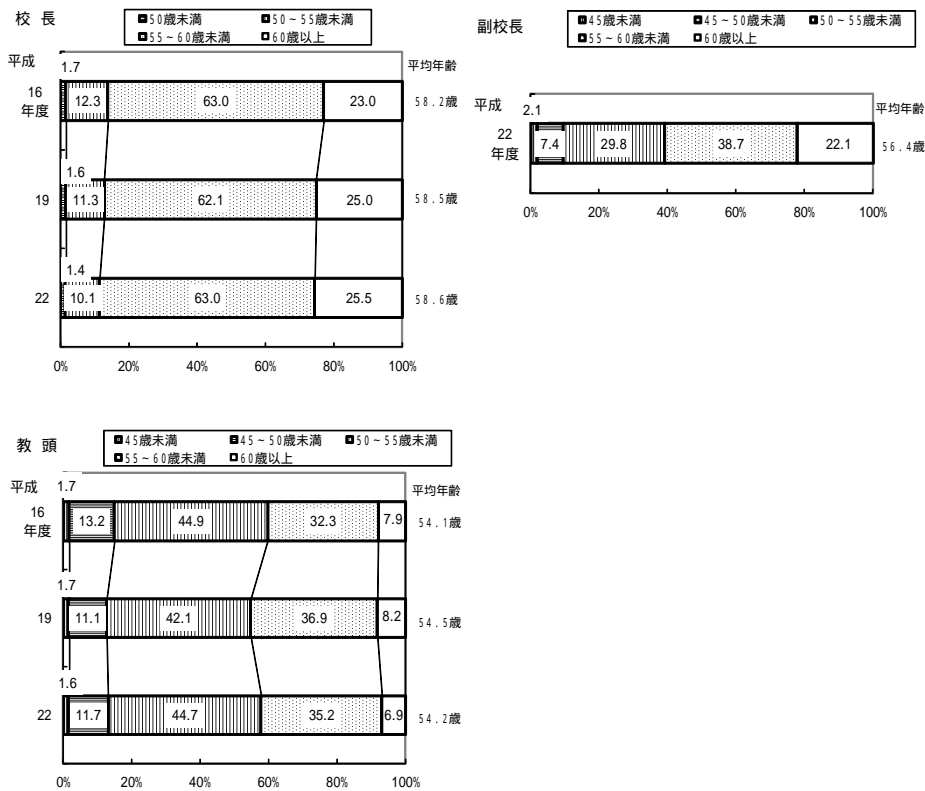 校 長
50歳未満 50～55歳未満
55～60歳未満 60歳以上
平成 1.7 平均年齢
16年度 12.3 63.0 23.0 58.2歳
1.6
19 11.3 62.1 25.0 58.5歳
1.4
22 10.1 63.0 25.5 58.6歳
0% 20% 40% 60% 80% 100%
副校長
45歳未満 45～50歳未満 50～55歳未満
55～60歳未満 60歳以上
平成 2.1 平均年齢
22年度 7.4 29.8 38.7 22.1 56.4歳
0% 20% 40% 60% 80% 100%
教 頭
45歳未満 45～50歳未満 50～55歳未満
55～60歳未満 60歳以上
平成 1.7 平均年齢
16年度 13.2 44.9 32.3 7.9 54.1歳
1.7
19 11.1 42.1 36.9 8.2 54.5歳
1.6
22 11.7 44.7 35.2 6.9 54.2歳
0% 20% 40% 60% 80% 100%